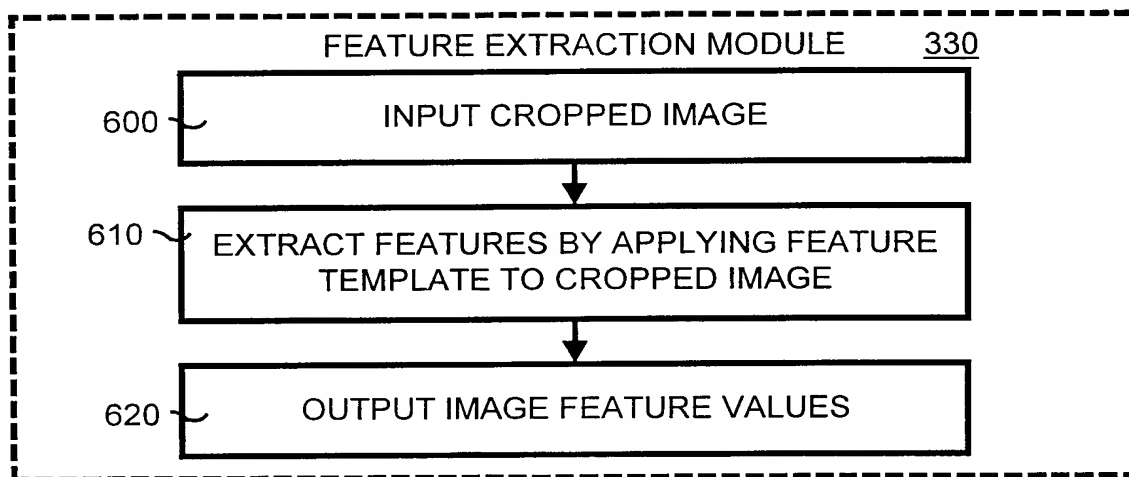 FEATURE EXTRACTION MODULE 330
600 INPUT CROPPED IMAGE
610 EXTRACT FEATURES BY APPLYING FEATURE
TEMPLATE TO CROPPED IMAGE
620 OUTPUT IMAGE FEATURE VALUES